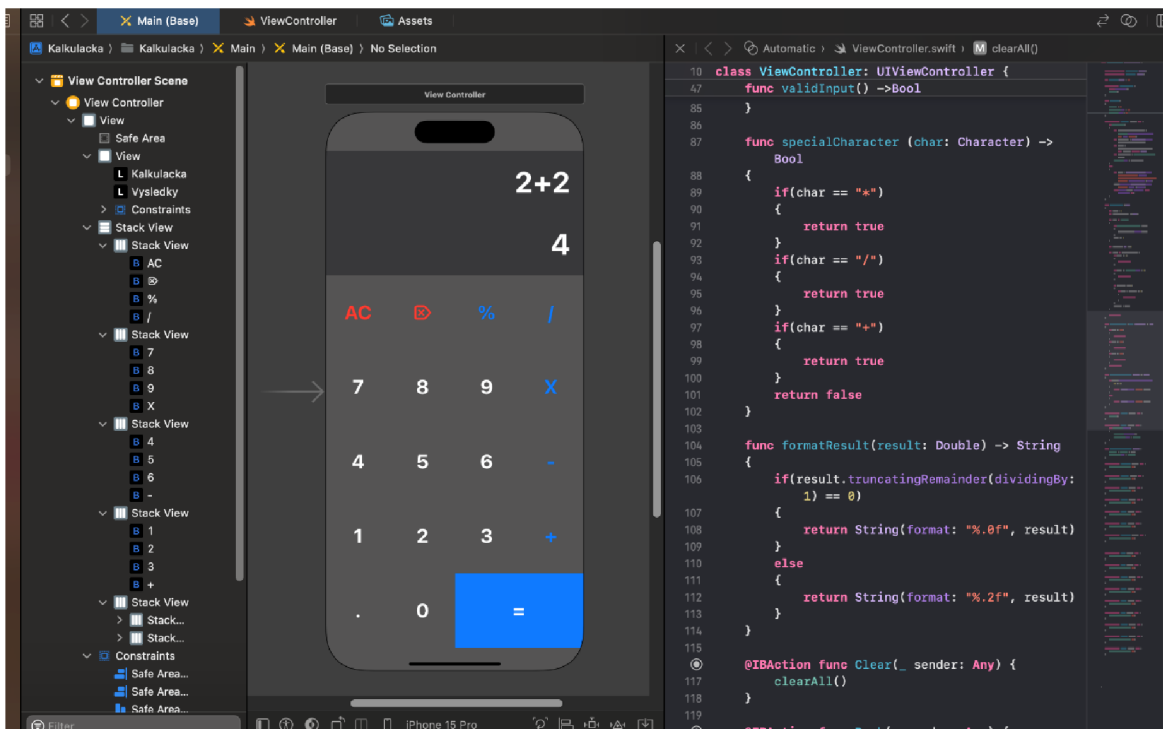 Main (Base)
ViewController
Assets
Kalkulacka
Kalkulacka
Main
Main (Base)
No Selection
Automatic
ViewController.swift
M clearAll()
View Controller Scene
View Controller
View
Safe Area
View
L Kalkulacka
L Vysledky
Constraints
Stack View
Stack View
B AC
B ⌦
B %
B /
Stack View
B 7
B 8
B 9
B X
Stack View
B 4
B 5
B 6
B -
Stack View
B 1
B 2
B 3
B +
Stack View
Stack...
Stack...
Constraints
Safe Area...
Safe Area...
Safe Area...
Filter
View Controller
2+2
4
AC ⌦ % /
7 8 9 X
4 5 6 -
1 2 3 +
. 0 =
iPhone 15 Pro
10 class ViewController: UIViewController {
47 func validInput() ->Bool
85 }
86
87 func specialCharacter (char: Character) ->
Bool
88 {
89 if(char == "*")
90 {
91 return true
92 }
93 if(char == "/")
94 {
95 return true
96 }
97 if(char == "+")
98 {
99 return true
100 }
101 return false
102 }
103
104 func formatResult(result: Double) -> String
105 {
106 if(result.truncatingRemainder(dividingBy:
1) == 0)
107 {
108 return String(format: "%.0f", result)
109 }
110 else
111 {
112 return String(format: "%.2f", result)
113 }
114 }
115
@IBAction func Clear(_ sender: Any) {
117 clearAll()
118 }
119